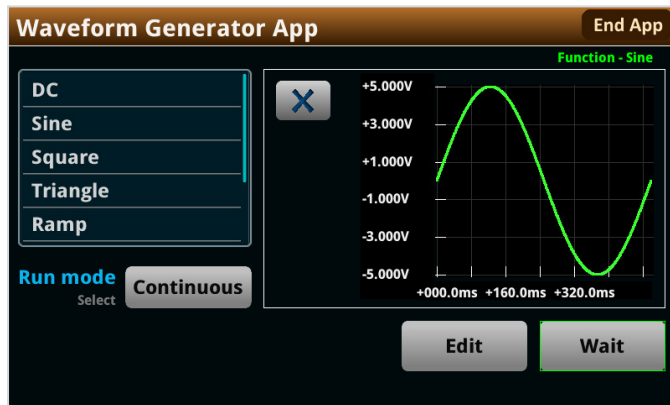 Waveform Generator App
End App
Function - Sine
DC
Sine
Square
Triangle
Ramp
Run mode
Select
Continuous
+5.000V
+3.000V
+1.000V
-1.000V
-3.000V
-5.000V
+000.0ms +160.0ms +320.0ms
Edit
Wait